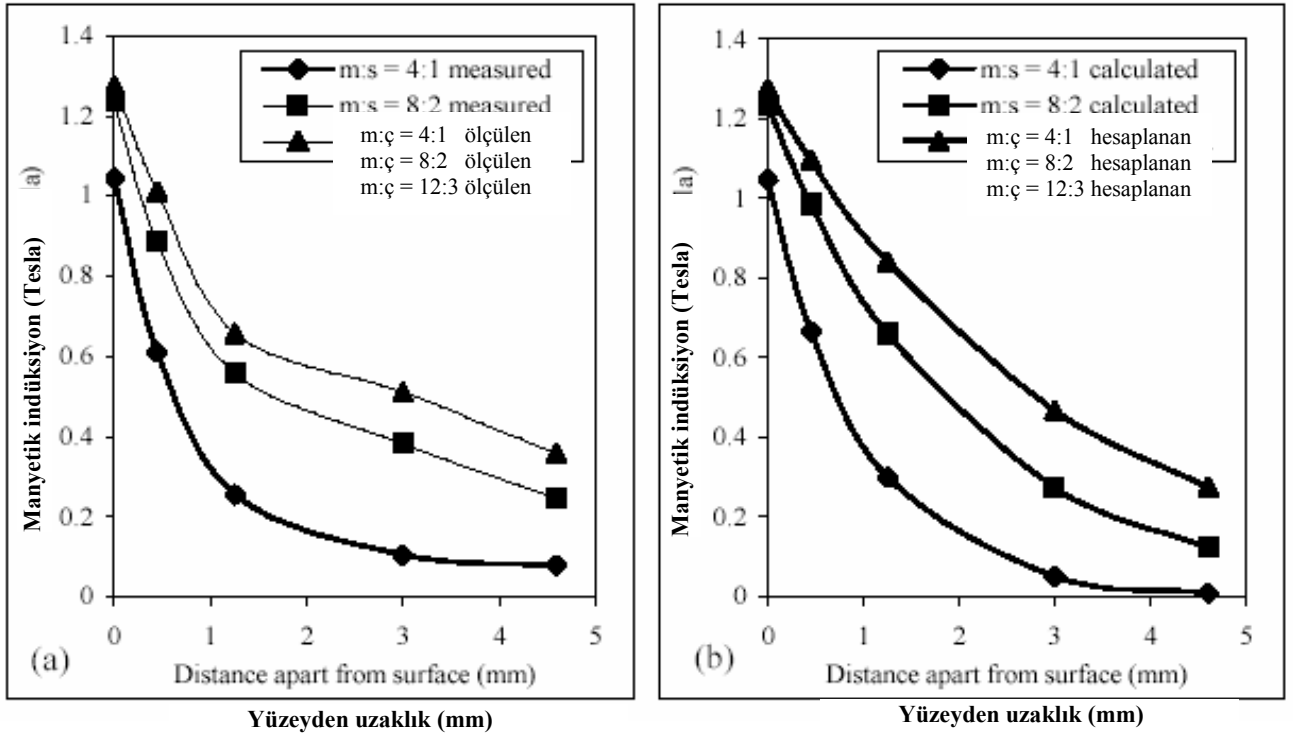 1.4
1.2
1
0.8
0.6
0.4
0.2
0
a)
Manyetik indüksiyon (Tesla)
m:s = 4:1 measured
m:s = 8:2 measured
m:ç = 4:1 ölçülen
m:ç = 8:2 ölçülen
m:ç = 12:3 ölçülen
0 1 2 3 4 5
(a)
Distance apart from surface (mm)
Yüzeyden uzaklık (mm)
1.4
1.2
1
0.8
0.6
0.4
0.2
0
a)
Manyetik indüksiyon (Tesla)
m:s = 4:1 calculated
m:s = 8:2 calculated
m:ç = 4:1 hesaplanan
m:ç = 8:2 hesaplanan
m:ç = 12:3 hesaplanan
0 1 2 3 4 5
(b)
Distance apart from surface (mm)
Yüzeyden uzaklık (mm)